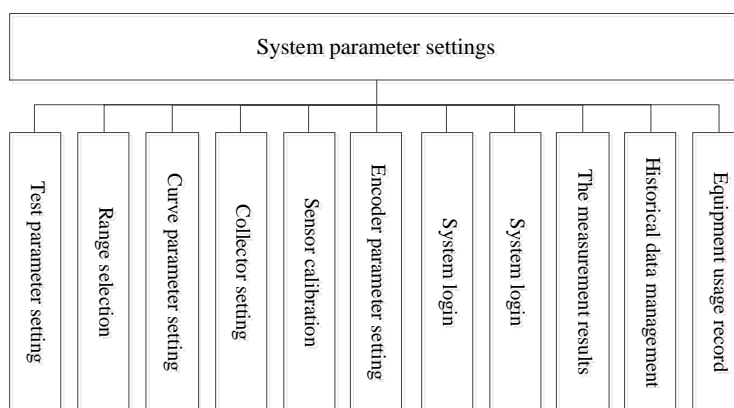 System parameter settings
Test parameter setting
Range selection
Curve parameter setting
Collector setting
Sensor calibration
Encoder parameter setting
System login
System login
The measurement results
Historical data management
Equipment usage record